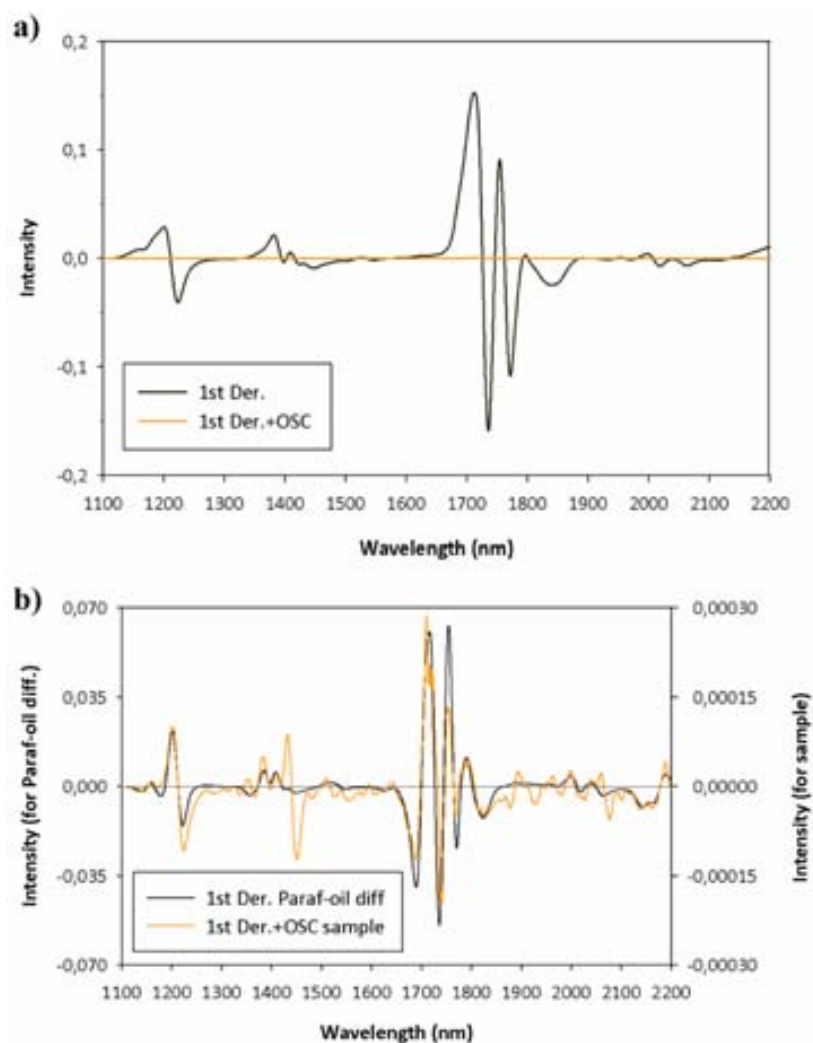 a)
0,2
0,1
0,0
-0,1
-0,2
Intensity
1st Der.
1st Der.+OSC
1100 1200 1300 1400 1500 1600 1700 1800 1900 2000 2100 2200
Wavelength (nm)
b)
0,070
0,035
0,000
-0,035
-0,070
Intensity (for Paraf-oil diff.)
0,00030
0,00015
0,00000
-0,00015
-0,00030
Intensity (for sample)
1st Der. Paraf-oil diff
1st Der.+OSC sample
1100 1200 1300 1400 1500 1600 1700 1800 1900 2000 2100 2200
Wavelength (nm)